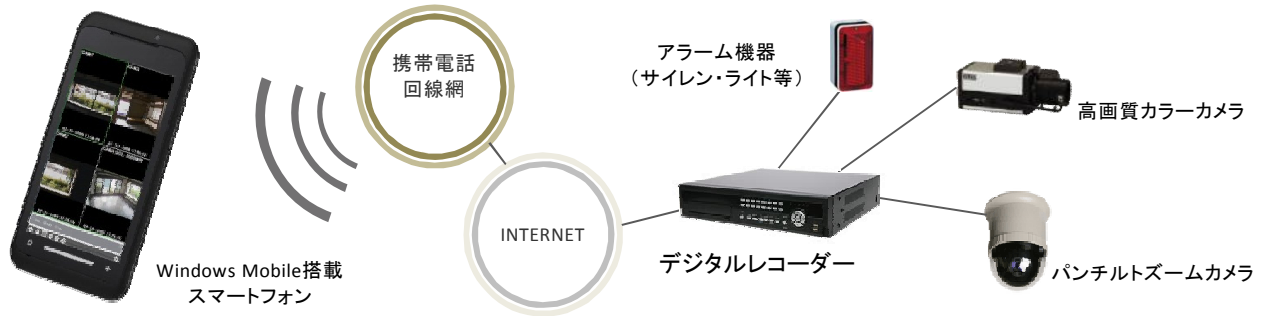 携帯電話
回線網
アラーム機器
（サイレン・ライト等）
高画質カラーカメラ
INTERNET
デジタルレコーダー
Windows Mobile搭載
スマートフォン
パンチルトズームカメラ